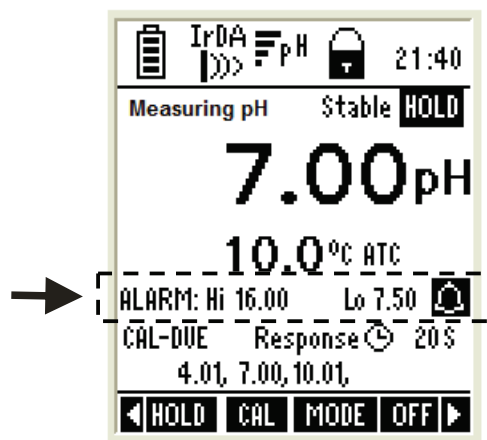 IrDA pH 21:40
Measuring pH Stable HOLD
7.00pH
10.0°C ATC
ALARM: Hi 16.00 Lo 7.50
CAL-DUE Response 20S
4.01, 7.00,10.01,
HOLD CAL MODE OFF